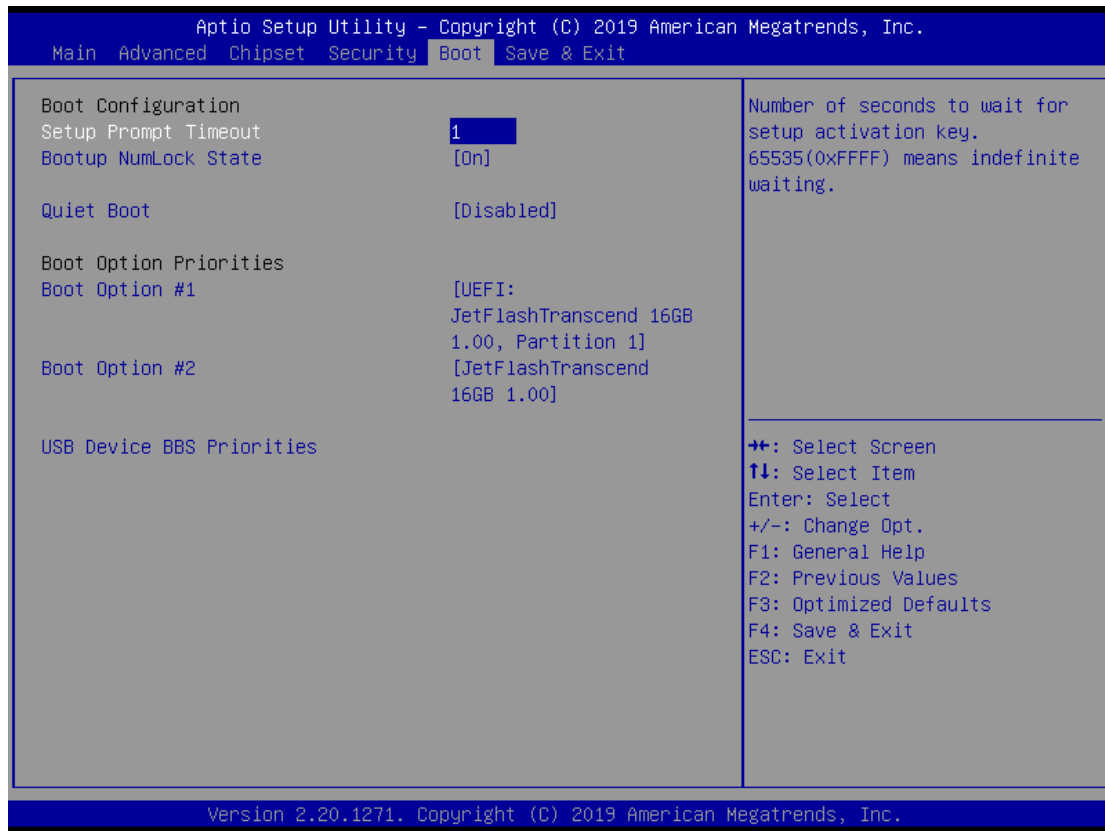 Aptio Setup Utility – Copyright (C) 2019 American Megatrends, Inc.
Main Advanced Chipset Security Boot Save & Exit
Boot Configuration
Setup Prompt Timeout 1
Bootup NumLock State [On]
Quiet Boot [Disabled]
Boot Option Priorities
Boot Option #1 [UEFI:
JetFlashTranscend 16GB
1.00, Partition 1]
Boot Option #2 [JetFlashTranscend
16GB 1.00]
USB Device BBS Priorities
Number of seconds to wait for
setup activation key.
65535(0xFFFF) means indefinite
waiting.
→←: Select Screen
↑↓: Select Item
Enter: Select
+/-: Change Opt.
F1: General Help
F2: Previous Values
F3: Optimized Defaults
F4: Save & Exit
ESC: Exit
Version 2.20.1271. Copyright (C) 2019 American Megatrends, Inc.